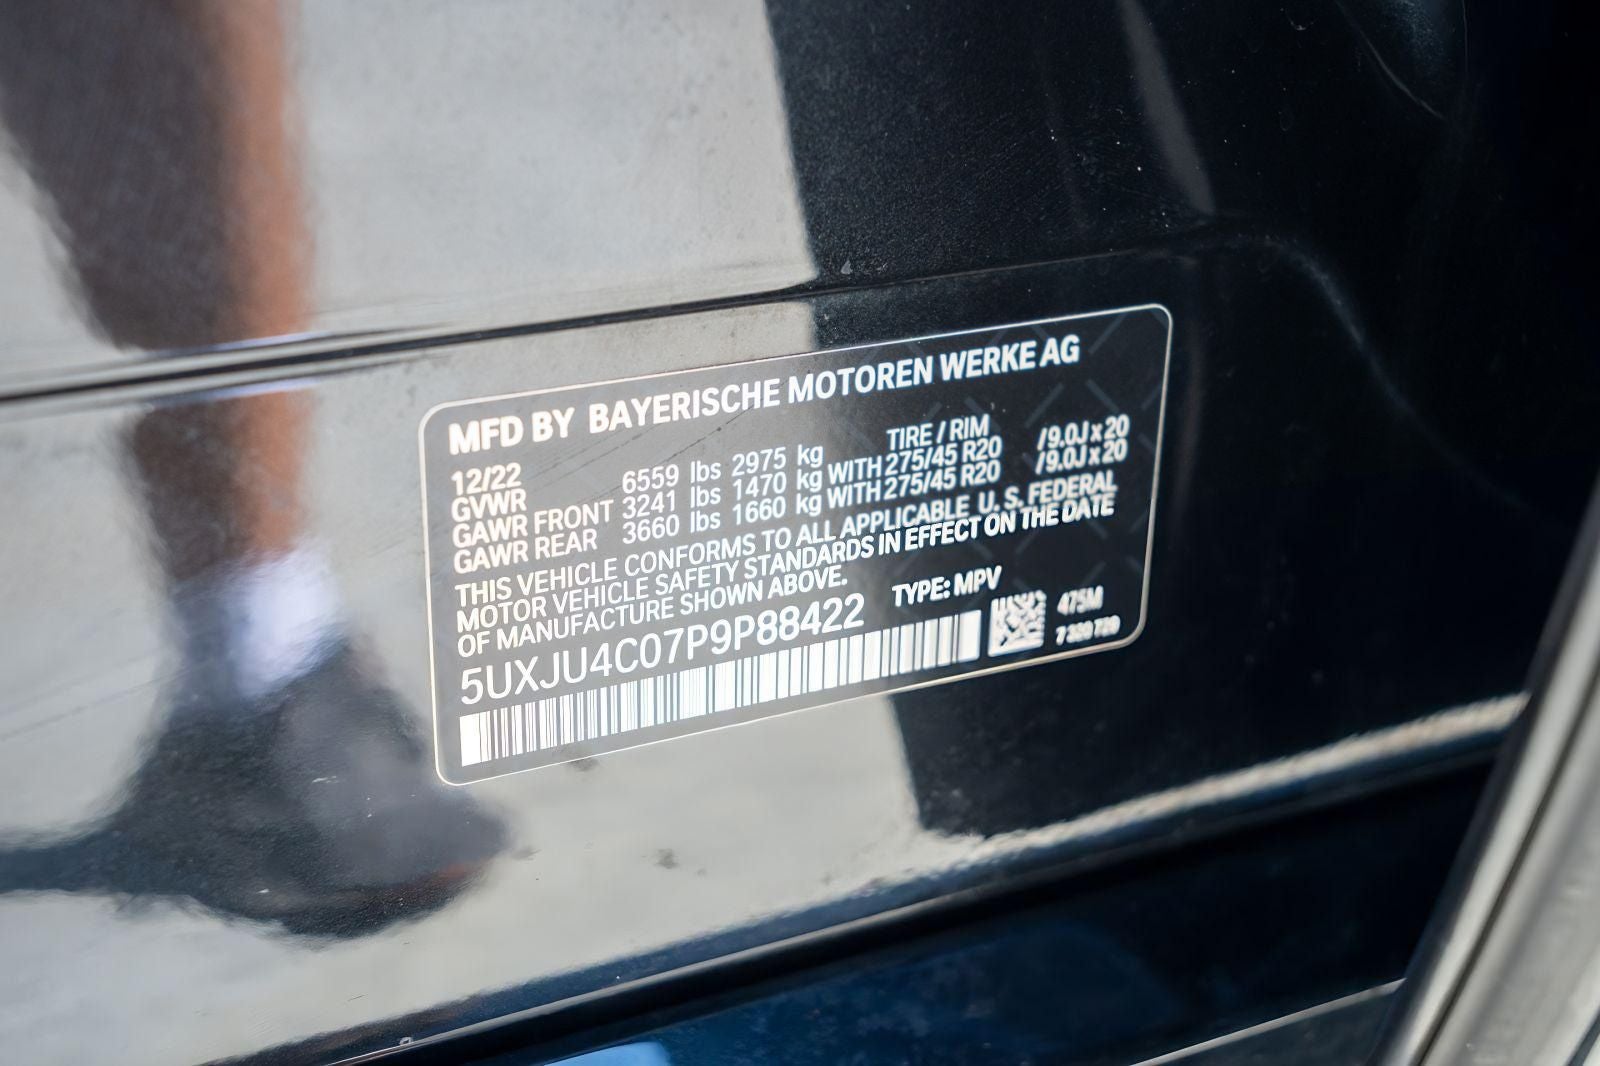 MFD BY BAYERISCHE MOTOREN WERKE AG
12/22 TIRE / RIM
GVWR 6559 lbs 2975 kg
GAWR FRONT 3241 lbs 1470 kg WITH 275/45 R20 /9.0J x 20
GAWR REAR 3660 lbs 1660 kg WITH 275/45 R20 /9.0J x 20
THIS VEHICLE CONFORMS TO ALL APPLICABLE U. S. FEDERAL
MOTOR VEHICLE SAFETY STANDARDS IN EFFECT ON THE DATE
OF MANUFACTURE SHOWN ABOVE.
5UXJU4C07P9P88422 TYPE: MPV
475M